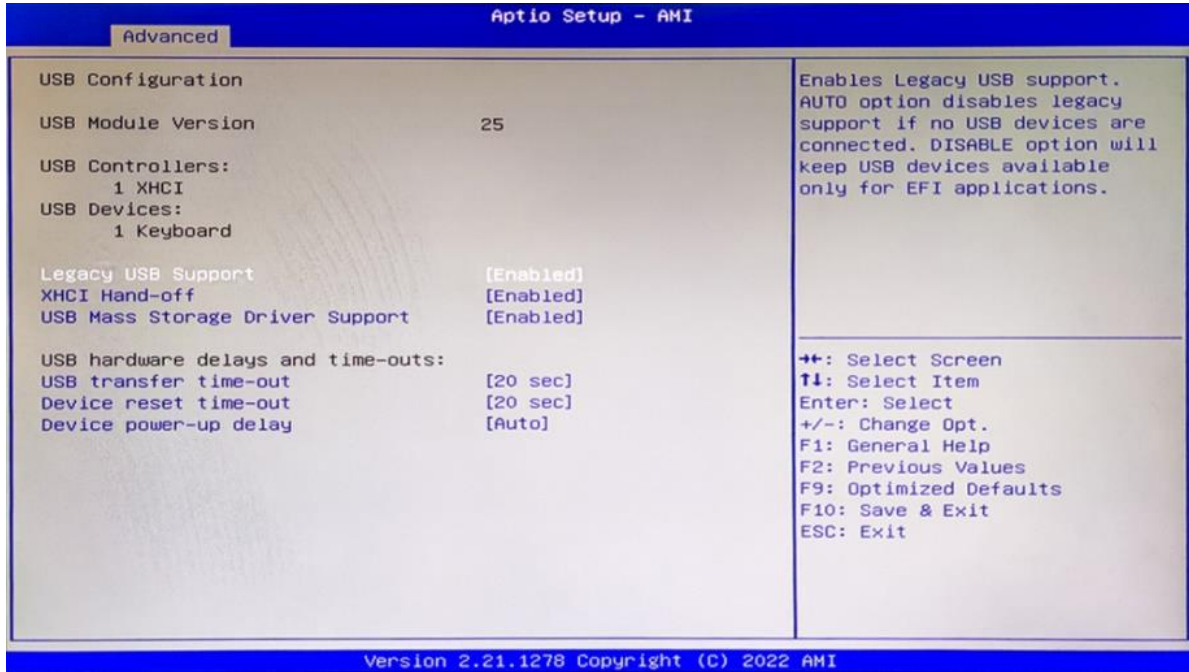 Aptio Setup - AMI
Advanced
USB Configuration
USB Module Version 25
USB Controllers:
1 XHCI
USB Devices:
1 Keyboard
Legacy USB Support [Enabled]
XHCI Hand-off [Enabled]
USB Mass Storage Driver Support [Enabled]
USB hardware delays and time-outs:
USB transfer time-out [20 sec]
Device reset time-out [20 sec]
Device power-up delay [Auto]
Enables Legacy USB support.
AUTO option disables legacy
support if no USB devices are
connected. DISABLE option will
keep USB devices available
only for EFI applications.
→←: Select Screen
↑↓: Select Item
Enter: Select
+/-: Change Opt.
F1: General Help
F2: Previous Values
F9: Optimized Defaults
F10: Save & Exit
ESC: Exit
Version 2.21.1278 Copyright (C) 2022 AMI